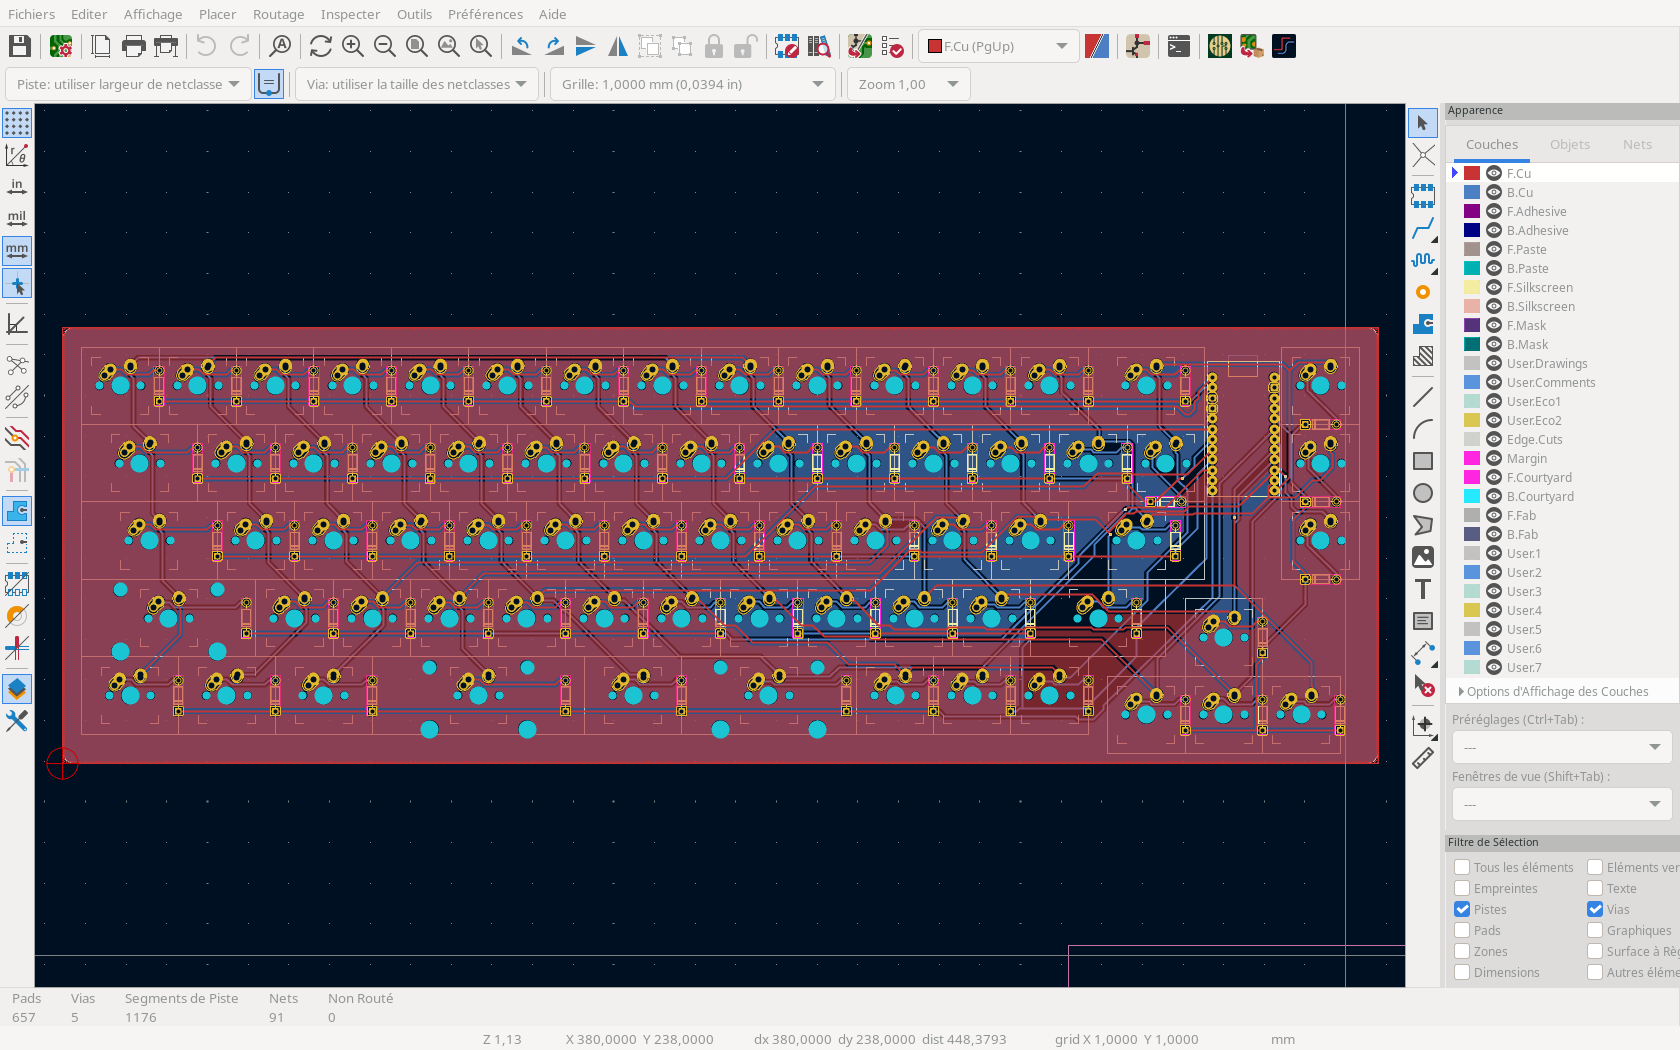 Fichiers Editer Affichage Placer Routage Inspecter Outils Préférences Aide
F.Cu (PgUp)
Piste: utiliser largeur de netclasse Via: utiliser la taille des netclasses Grille: 1,0000 mm (0,0394 in) Zoom 1,00
in
mil
mm
Apparence
Couches Objets Nets
F.Cu
B.Cu
F.Adhesive
B.Adhesive
F.Paste
B.Paste
F.Silkscreen
B.Silkscreen
F.Mask
B.Mask
User.Drawings
User.Comments
User.Eco1
User.Eco2
Edge.Cuts
Margin
F.Courtyard
B.Courtyard
F.Fab
B.Fab
User.1
User.2
User.3
User.4
User.5
User.6
User.7
Options d'Affichage des Couches
Préréglages (Ctrl+Tab) :
---
Fenêtres de vue (Shift+Tab) :
---
Filtre de Sélection
Tous les éléments Eléments ver
Empreintes Texte
Pistes Vias
Pads Graphiques
Zones Surface à Règ
Dimensions Autres éléme
Pads Vias Segments de Piste Nets Non Routé
657 5 1176 91 0
Z 1,13 X 380,0000 Y 238,0000 dx 380,0000 dy 238,0000 dist 448,3793 grid X 1,0000 Y 1,0000 mm